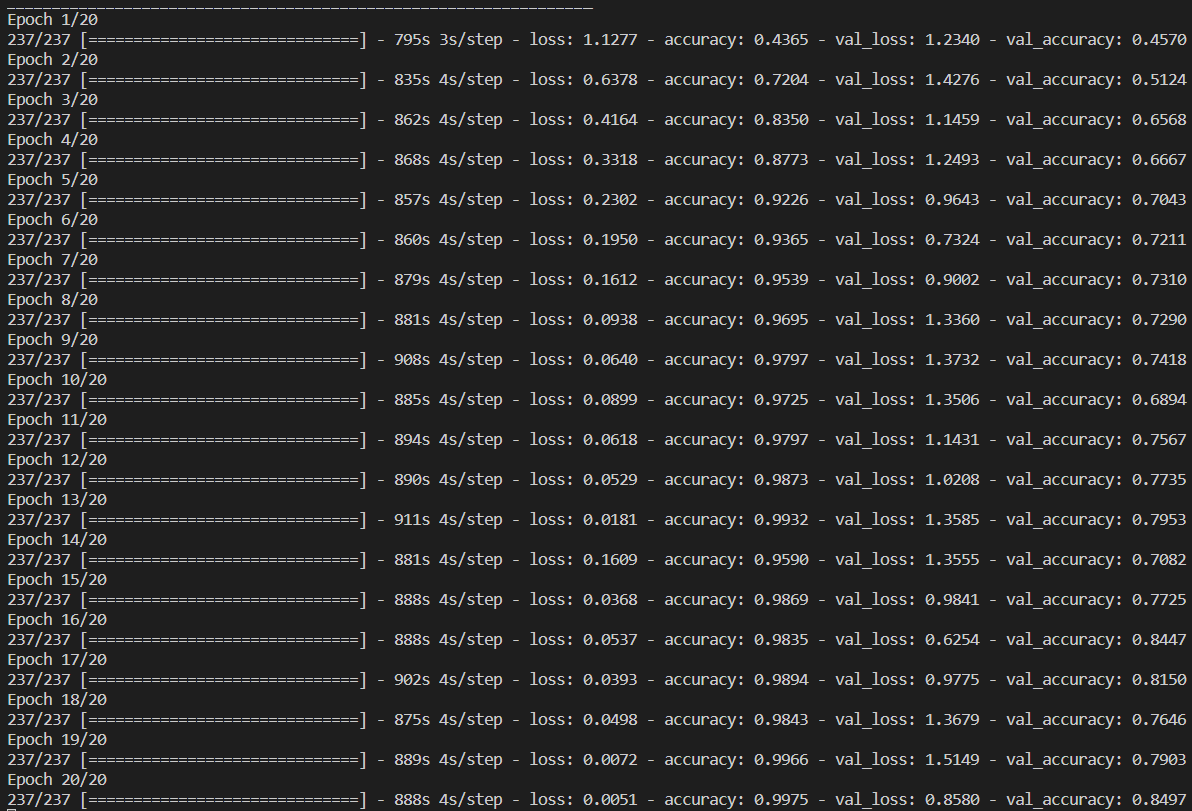 Epoch 1/20
237/237 [==============================] - 795s 3s/step - loss: 1.1277 - accuracy: 0.4365 - val_loss: 1.2340 - val_accuracy: 0.4570
Epoch 2/20
237/237 [==============================] - 835s 4s/step - loss: 0.6378 - accuracy: 0.7204 - val_loss: 1.4276 - val_accuracy: 0.5124
Epoch 3/20
237/237 [==============================] - 862s 4s/step - loss: 0.4164 - accuracy: 0.8350 - val_loss: 1.1459 - val_accuracy: 0.6568
Epoch 4/20
237/237 [==============================] - 868s 4s/step - loss: 0.3318 - accuracy: 0.8773 - val_loss: 1.2493 - val_accuracy: 0.6667
Epoch 5/20
237/237 [==============================] - 857s 4s/step - loss: 0.2302 - accuracy: 0.9226 - val_loss: 0.9643 - val_accuracy: 0.7043
Epoch 6/20
237/237 [==============================] - 860s 4s/step - loss: 0.1950 - accuracy: 0.9365 - val_loss: 0.7324 - val_accuracy: 0.7211
Epoch 7/20
237/237 [==============================] - 879s 4s/step - loss: 0.1612 - accuracy: 0.9539 - val_loss: 0.9002 - val_accuracy: 0.7310
Epoch 8/20
237/237 [==============================] - 881s 4s/step - loss: 0.0938 - accuracy: 0.9695 - val_loss: 1.3360 - val_accuracy: 0.7290
Epoch 9/20
237/237 [==============================] - 908s 4s/step - loss: 0.0640 - accuracy: 0.9797 - val_loss: 1.3732 - val_accuracy: 0.7418
Epoch 10/20
237/237 [==============================] - 885s 4s/step - loss: 0.0899 - accuracy: 0.9725 - val_loss: 1.3506 - val_accuracy: 0.6894
Epoch 11/20
237/237 [==============================] - 894s 4s/step - loss: 0.0618 - accuracy: 0.9797 - val_loss: 1.1431 - val_accuracy: 0.7567
Epoch 12/20
237/237 [==============================] - 890s 4s/step - loss: 0.0529 - accuracy: 0.9873 - val_loss: 1.0208 - val_accuracy: 0.7735
Epoch 13/20
237/237 [==============================] - 911s 4s/step - loss: 0.0181 - accuracy: 0.9932 - val_loss: 1.3585 - val_accuracy: 0.7953
Epoch 14/20
237/237 [==============================] - 881s 4s/step - loss: 0.1609 - accuracy: 0.9590 - val_loss: 1.3555 - val_accuracy: 0.7082
Epoch 15/20
237/237 [==============================] - 888s 4s/step - loss: 0.0368 - accuracy: 0.9869 - val_loss: 0.9841 - val_accuracy: 0.7725
Epoch 16/20
237/237 [==============================] - 888s 4s/step - loss: 0.0537 - accuracy: 0.9835 - val_loss: 0.6254 - val_accuracy: 0.8447
Epoch 17/20
237/237 [==============================] - 902s 4s/step - loss: 0.0393 - accuracy: 0.9894 - val_loss: 0.9775 - val_accuracy: 0.8150
Epoch 18/20
237/237 [==============================] - 875s 4s/step - loss: 0.0498 - accuracy: 0.9843 - val_loss: 1.3679 - val_accuracy: 0.7646
Epoch 19/20
237/237 [==============================] - 889s 4s/step - loss: 0.0072 - accuracy: 0.9966 - val_loss: 1.5149 - val_accuracy: 0.7903
Epoch 20/20
237/237 [==============================] - 888s 4s/step - loss: 0.0051 - accuracy: 0.9975 - val_loss: 0.8580 - val_accuracy: 0.8497